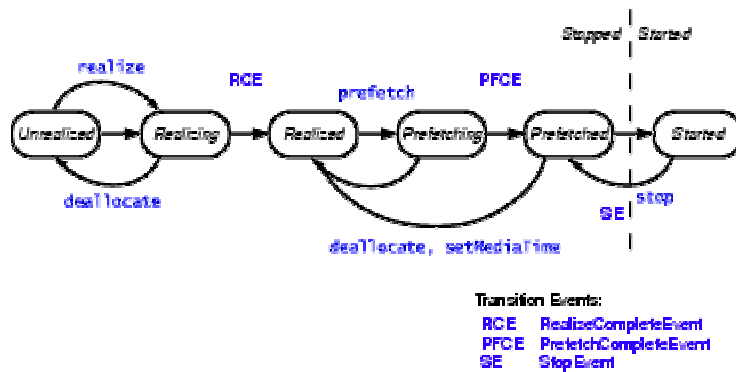 Stopped Started
realize
RCE
prefetch
PFCE
Unrealized Realizing Realized Prefetching Prefetched Started
deallocate
stop
SE
deallocate, setMediaTime
Transition Events:
RCE RealizeCompleteEvent
PFCE PrefetchCompleteEvent
SE StopEvent